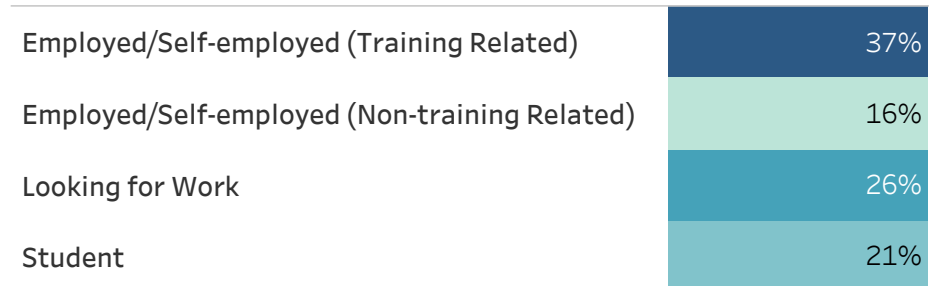 Employed/Self-employed (Training Related) 37%
Employed/Self-employed (Non-training Related) 16%
Looking for Work 26%
Student 21%